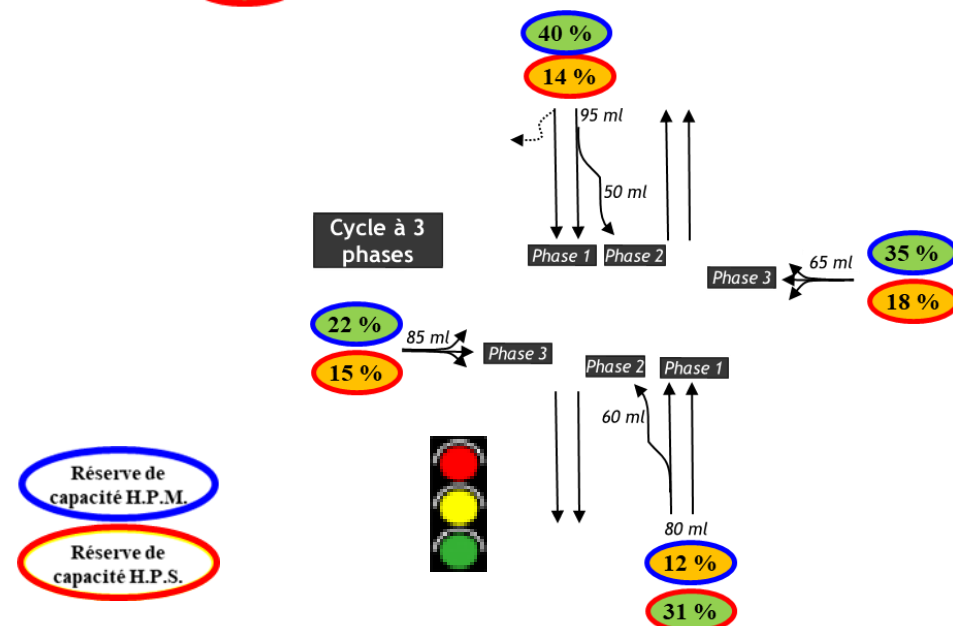 40 %
14 %
95 ml
50 ml
Cycle à 3
phases
Phase 1
Phase 2
35 %
65 ml
Phase 3
18 %
22 %
85 ml
Phase 3
15 %
Phase 2
Phase 1
60 ml
80 ml
12 %
31 %
Réserve de
capacité H.P.M.
Réserve de
capacité H.P.S.